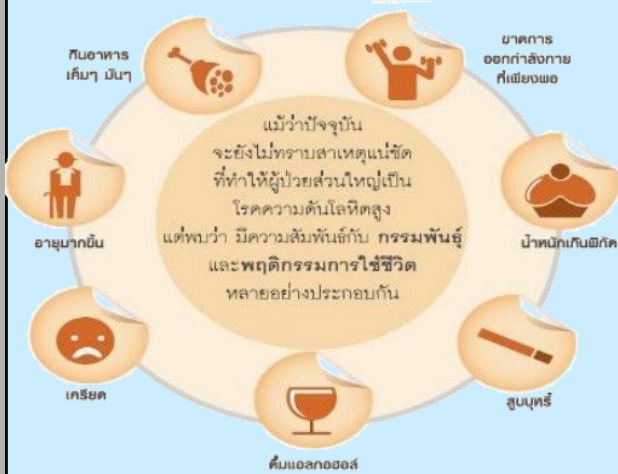 กินอาหาร
เค็มๆ มันๆ
ขาดการ
ออกกำลังกาย
ที่เพียงพอ
แม้ว่าปัจจุบัน
จะยังไม่ทราบสาเหตุแน่ชัด
ที่ทำให้ผู้ป่วยส่วนใหญ่เป็น
โรคความดันโลหิตสูง
แต่พบว่า มีความสัมพันธ์กับ กรรมพันธุ์
และพฤติกรรมการใช้ชีวิต
หลายอย่างประกอบกัน
อายุมากขึ้น
น้ำหนักเกินพิกัด
เครียด
สูบบุหรี่
ดื่มแอลกอฮอล์